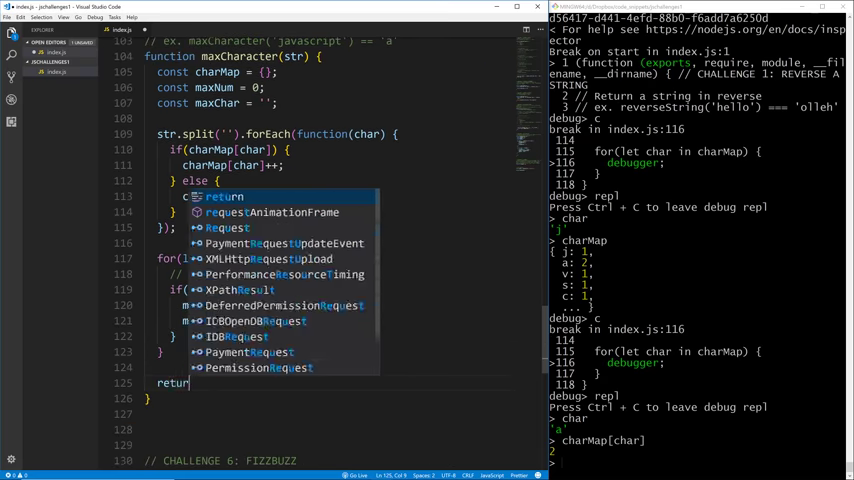 index.js - Visual Studio Code
File Edit Selection View Go Debug Tasks Help
EXPLORER
OPEN EDITORS 1 UNSAVED
index.js
JSCHALLENGES1
index.js
index.js
103 // ex. maxCharacter('javascript') == 'a'
104 function maxCharacter(str) {
105 const charMap = {};
106 let maxNum = 0;
107 let maxChar = '';
108
109 str.split('').forEach(function(char) {
110 if(charMap[char]) {
111 charMap[char]++;
112 } else {
113 c
114 }
115 });
116
117 for(l
118 //
119 if(
120 m
121 m
122 }
123 }
124
125 retur
126 }
127
128
129
130 // CHALLENGE 6: FIZZBUZZ
return
requestAnimationFrame
Request
PaymentRequestUpdateEvent
XMLHttpRequestUpload
PerformanceResourceTiming
XPathResult
DeferredPermissionRequest
IDBOpenDBRequest
IDBRequest
PaymentRequest
PermissionRequest
0 0
Go Live Ln 125, Col 9 Spaces: 2 UTF-8 CRLF JavaScript Prettier
MINGW64:/d/Dropbox/code_snippets/jschallenges1
d56417-d441-4efd-88b0-f6add7a6250d
< For help see https://nodejs.org/en/docs/insp
ector
Break on start in index.js:1
> 1 (function (exports, require, module, __fil
ename, __dirname) { // CHALLENGE 1: REVERSE A
STRING
2 // Return a string in reverse
3 // ex. reverseString('hello') === 'olleh'
debug> c
break in index.js:116
114
115 for(let char in charMap) {
>116 debugger;
117 }
118 }
debug> repl
Press Ctrl + C to leave debug repl
> char
'j'
> charMap
{ j: 1,
a: 2,
v: 1,
s: 1,
c: 1,
... }
debug> c
break in index.js:116
114
115 for(let char in charMap) {
>116 debugger;
117 }
118 }
debug> repl
Press Ctrl + C to leave debug repl
> char
'a'
> charMap[char]
2
>